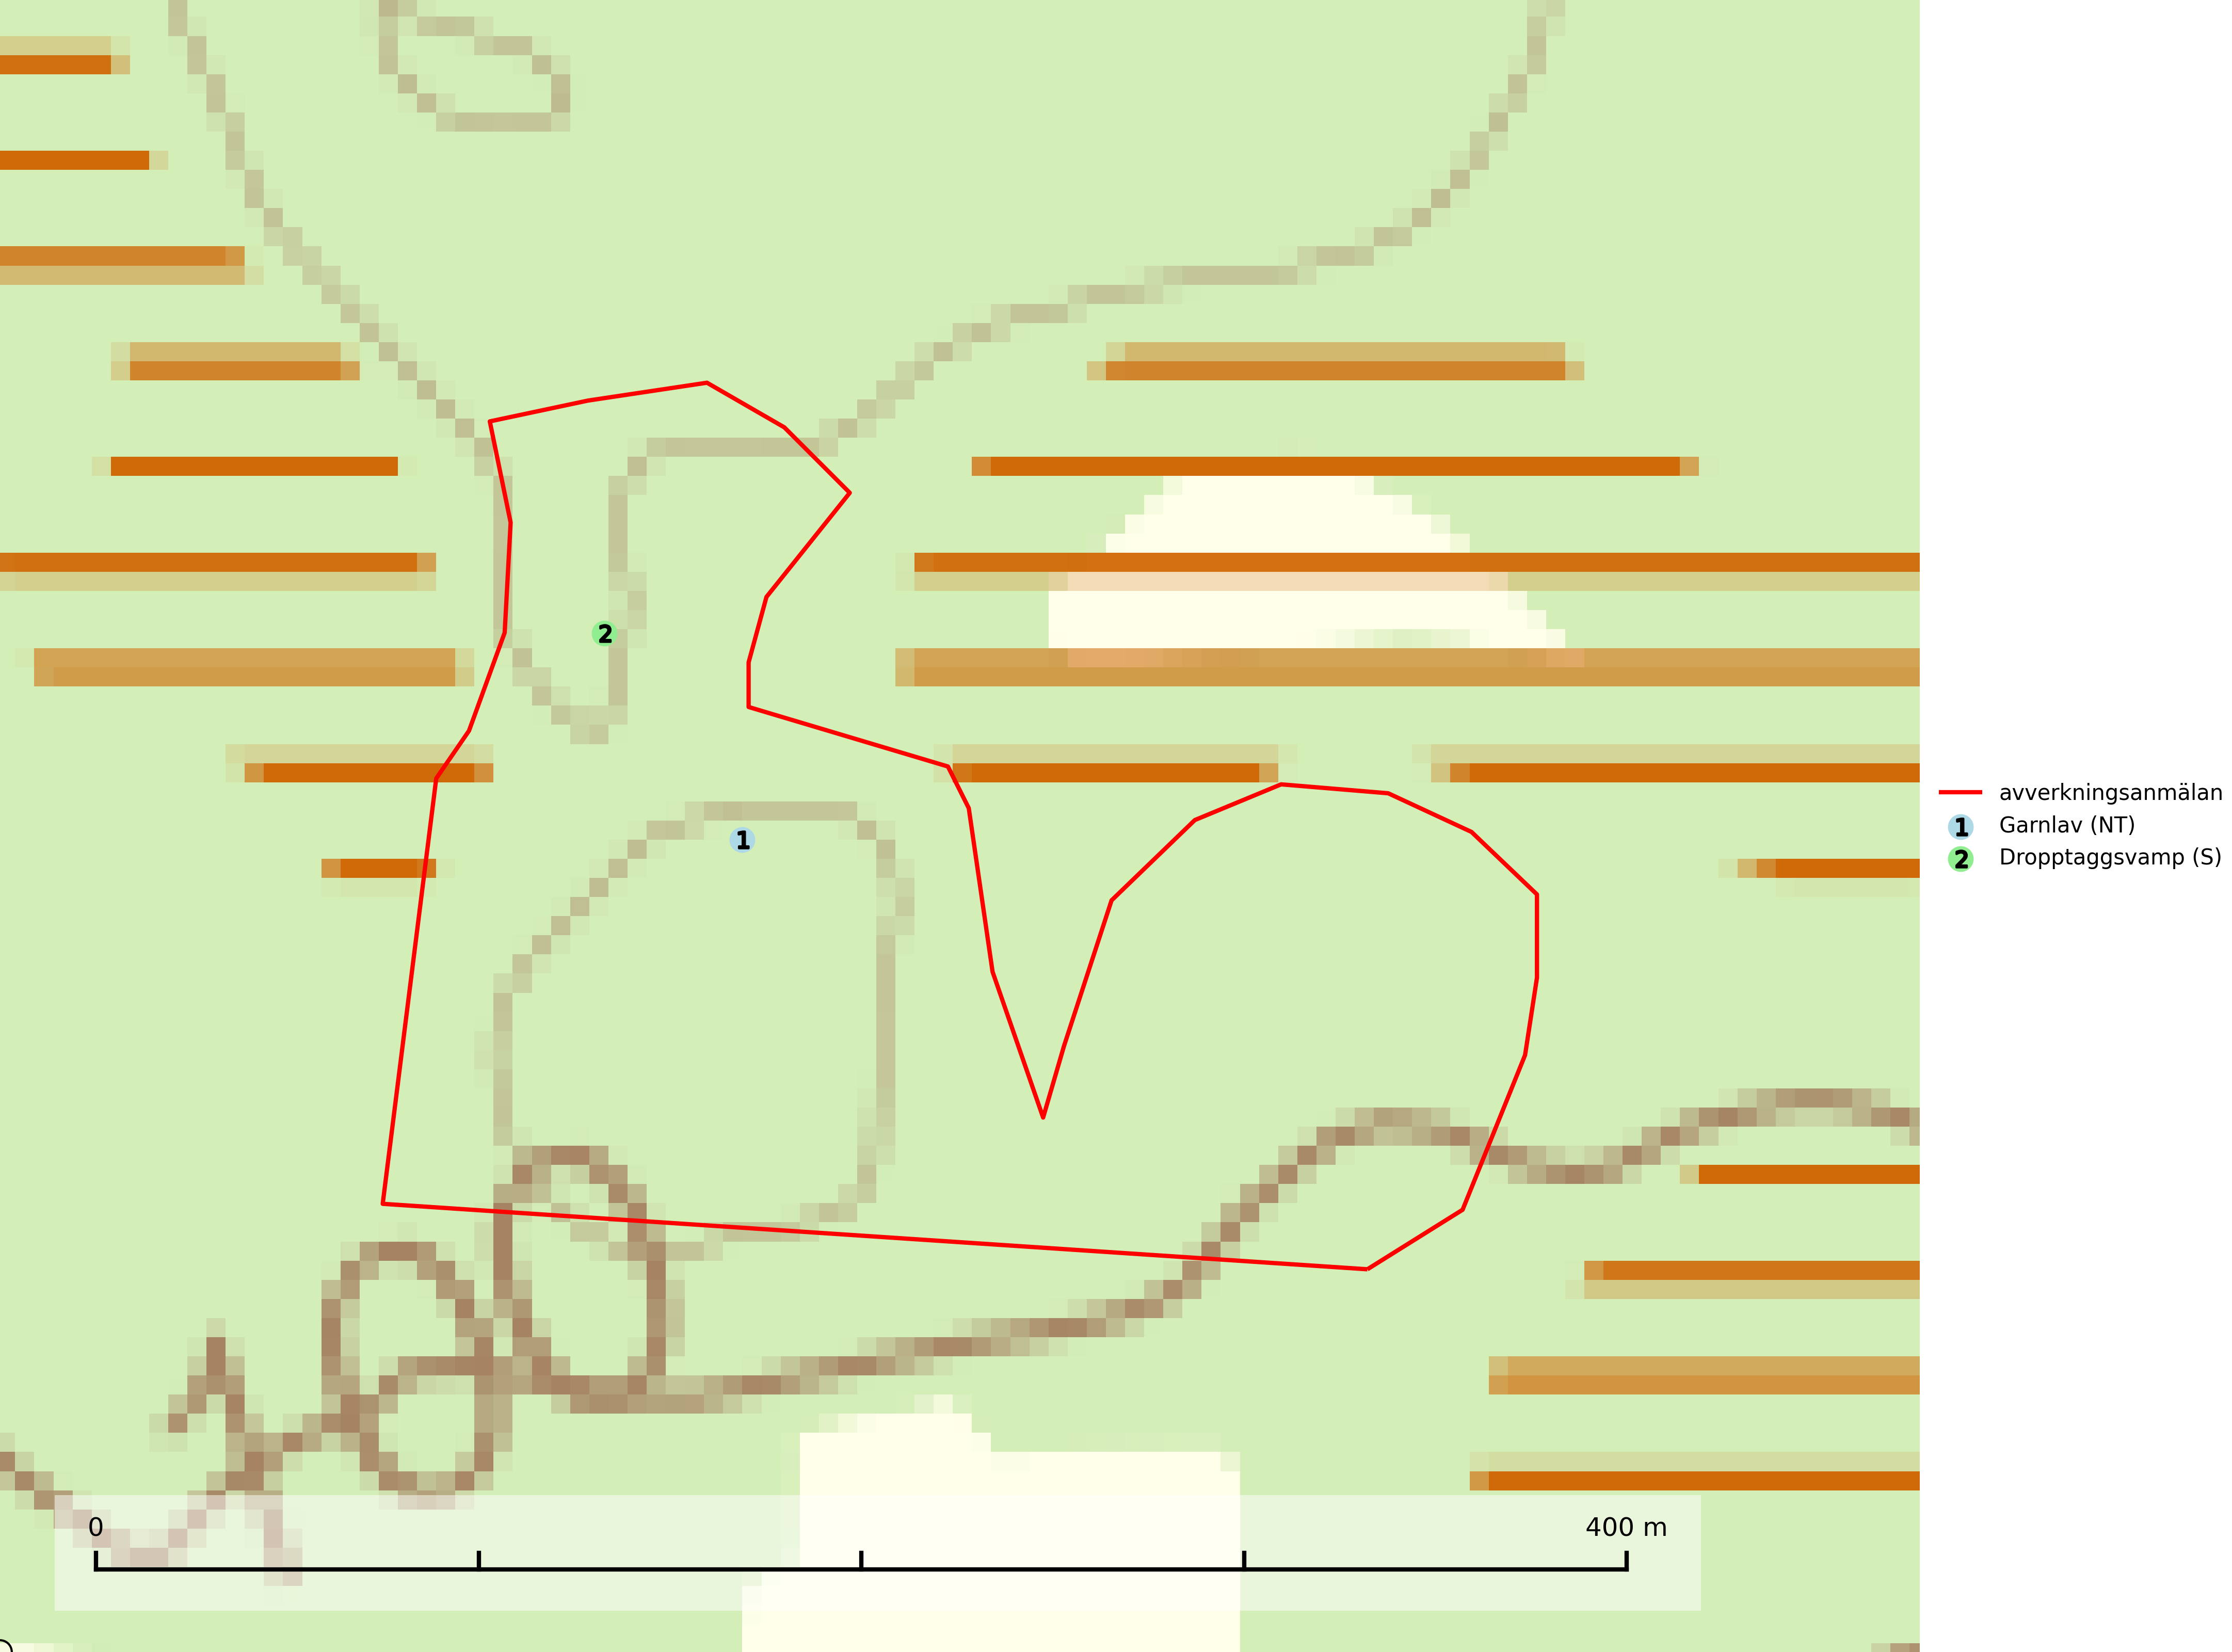 2
1
avverkningsanmälan
1 Garnlav (NT)
2 Dropptaggsvamp (S)
0 400 m